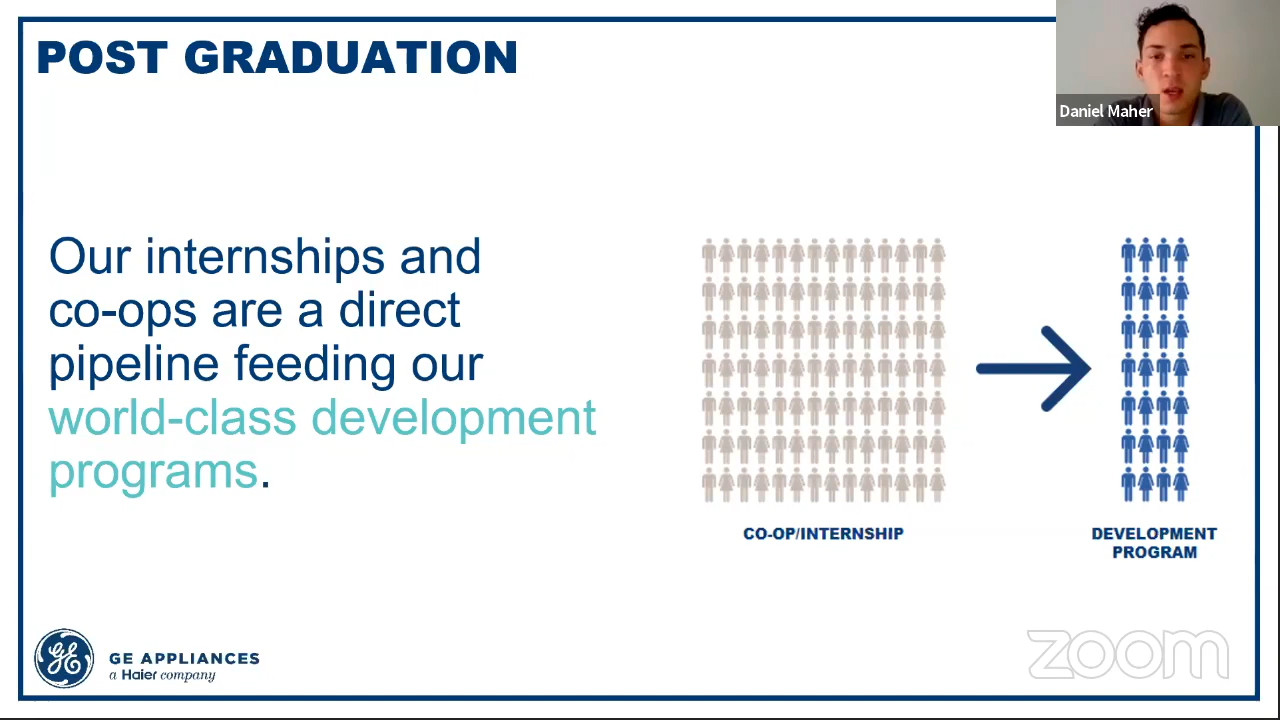 POST GRADUATION
Daniel Maher
Our internships and
co-ops are a direct
pipeline feeding our
world-class development
programs.
CO-OP/INTERNSHIP
DEVELOPMENT
PROGRAM
GE
GE APPLIANCES
a Haier company
zoom